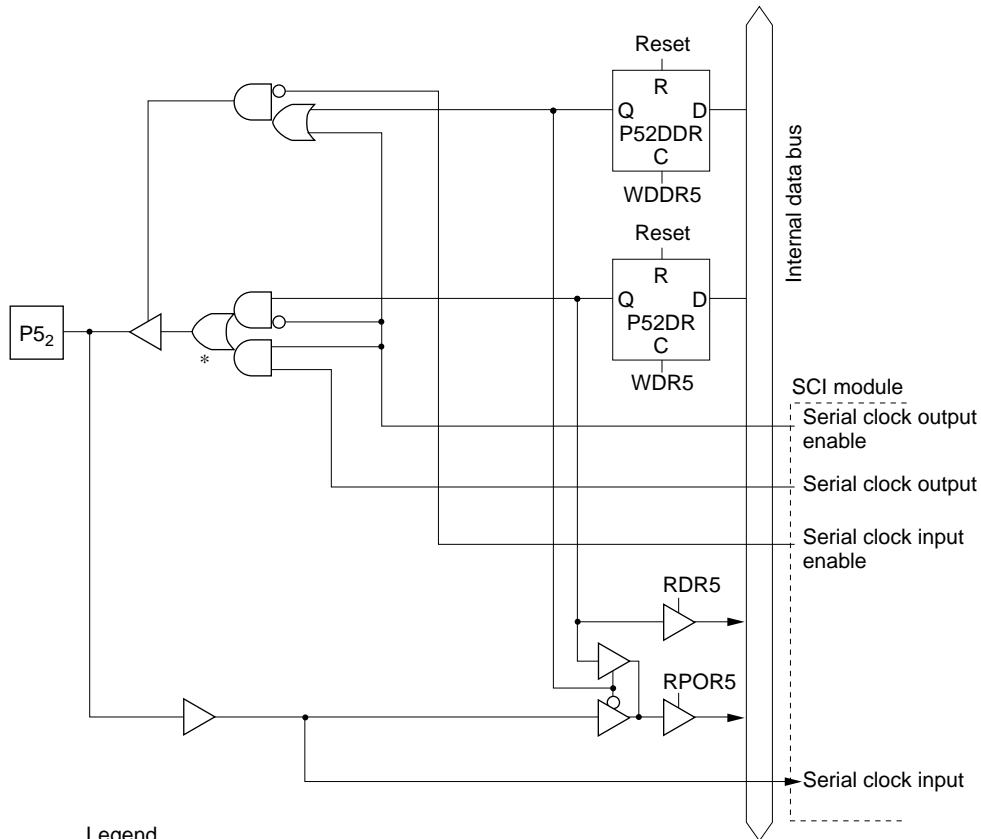 Reset
R
Q D
P52DDR
C
WDDR5
Internal data bus
Reset
R
Q D
P52DR
C
WDR5
P5₂
*
SCI module
Serial clock output
enable
Serial clock output
Serial clock input
enable
RDR5
RPOR5
Serial clock input
Legend